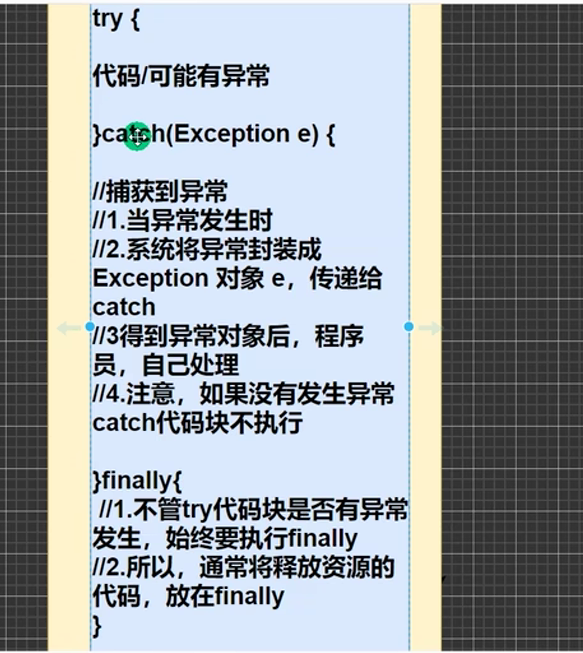 try {
代码/可能有异常
}catch(Exception e) {
//捕获到异常
//1.当异常发生时
//2.系统将异常封装成
Exception 对象 e，传递给
catch
//3得到异常对象后，程序
员，自己处理
//4.注意，如果没有发生异常
catch代码块不执行
}finally{
//1.不管try代码块是否有异常
发生，始终要执行finally
//2.所以，通常将释放资源的
代码，放在finally
}